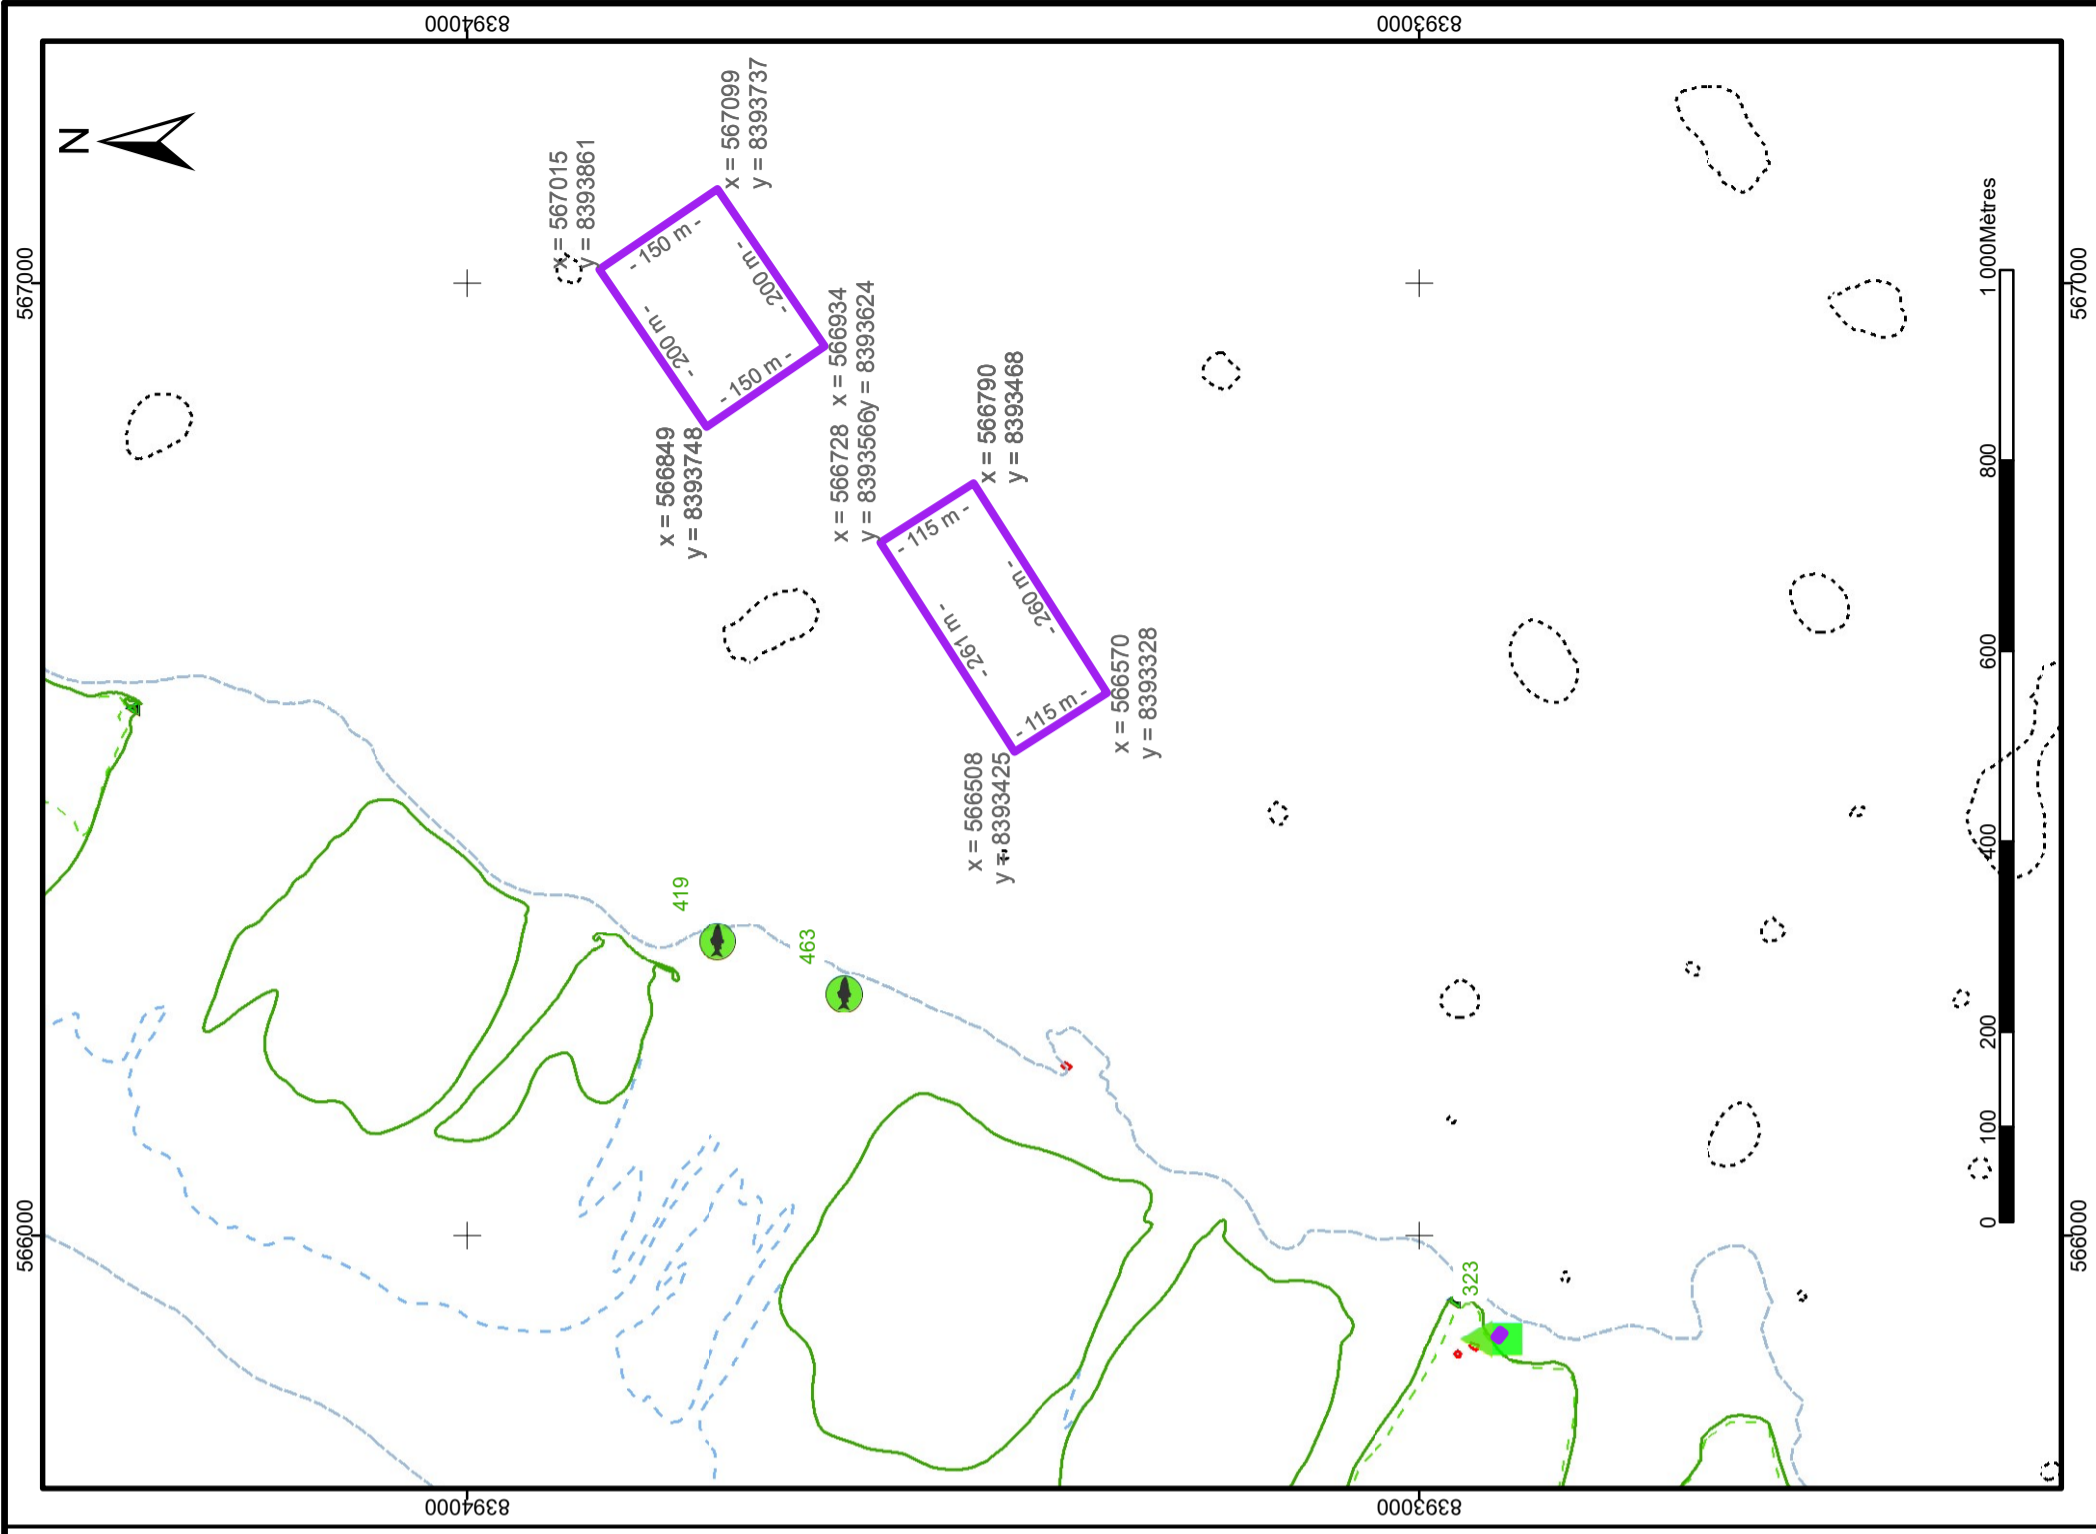 8394000
8393000
N
567000
567000
x = 567015
y = 8393861
x = 567099
y = 8393737
- 150 m -
- 200 m -
- 200 m -
- 150 m -
x = 566849
y = 8393748
x = 566934
y = 8393624
x = 566728
y = 8393566
x = 566790
y = 8393468
- 115 m -
- 261 m -
- 260 m -
- 115 m -
x = 566508
y = 8393425
x = 566570
y = 8393328
419
463
323
0 100 200 400 600 800 1 000Mètres
566000
566000
8394000
8393000